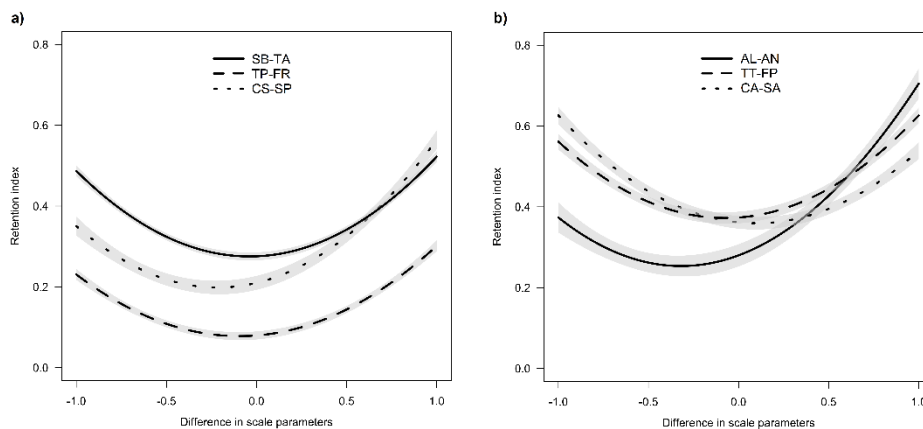 a)
0.8
0.6
0.4
0.2
0.0
Retention index
SB-TA
TP-FR
CS-SP
-1.0 -0.5 0.0 0.5 1.0
Difference in scale parameters
b)
0.8
0.6
0.4
0.2
0.0
Retention index
AL-AN
TT-FP
CA-SA
-1.0 -0.5 0.0 0.5 1.0
Difference in scale parameters